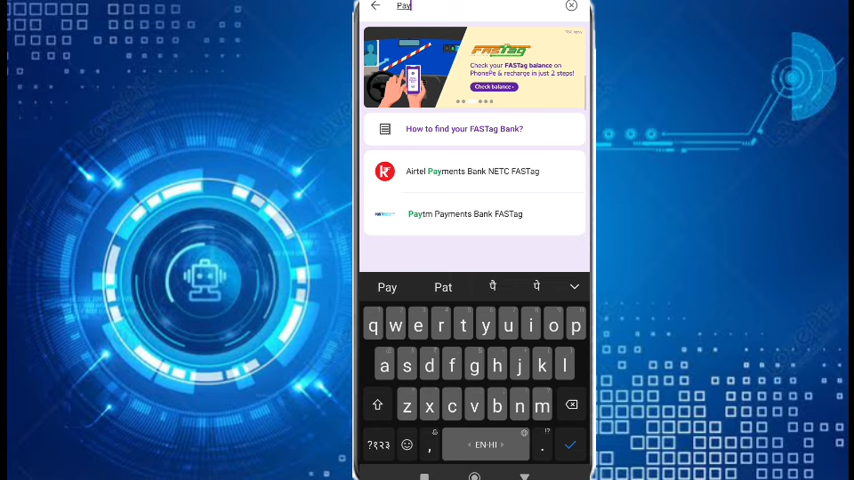 Pay
FASTag
Check your FASTag balance on
PhonePe & recharge in just 2 steps!
Check balance ›
How to find your FASTag Bank?
Airtel Payments Bank NETC FASTag
Paytm Payments Bank FASTag
Pay Pat पै पे
q w e r t y u i o p
a s d f g h j k l
z x c v b n m
?१२३ , EN·HI . !?